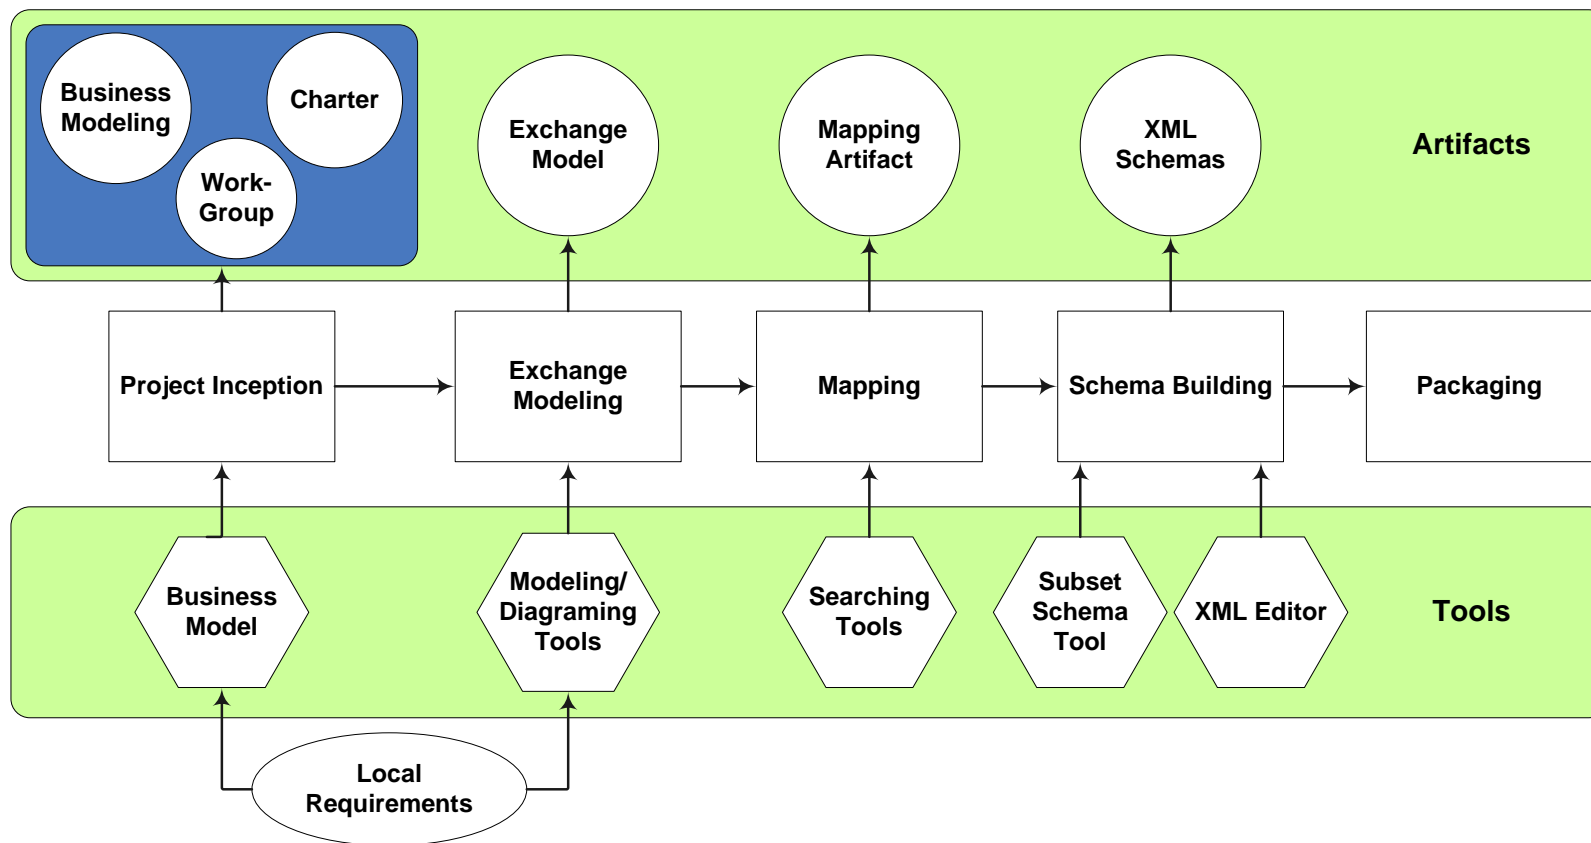 Business
Modeling
Charter
Work-
Group
Exchange
Model
Mapping
Artifact
XML
Schemas
Artifacts
Project Inception
Exchange
Modeling
Mapping
Schema Building
Packaging
Business
Model
Modeling/
Diagraming
Tools
Searching
Tools
Subset
Schema
Tool
XML Editor
Tools
Local
Requirements